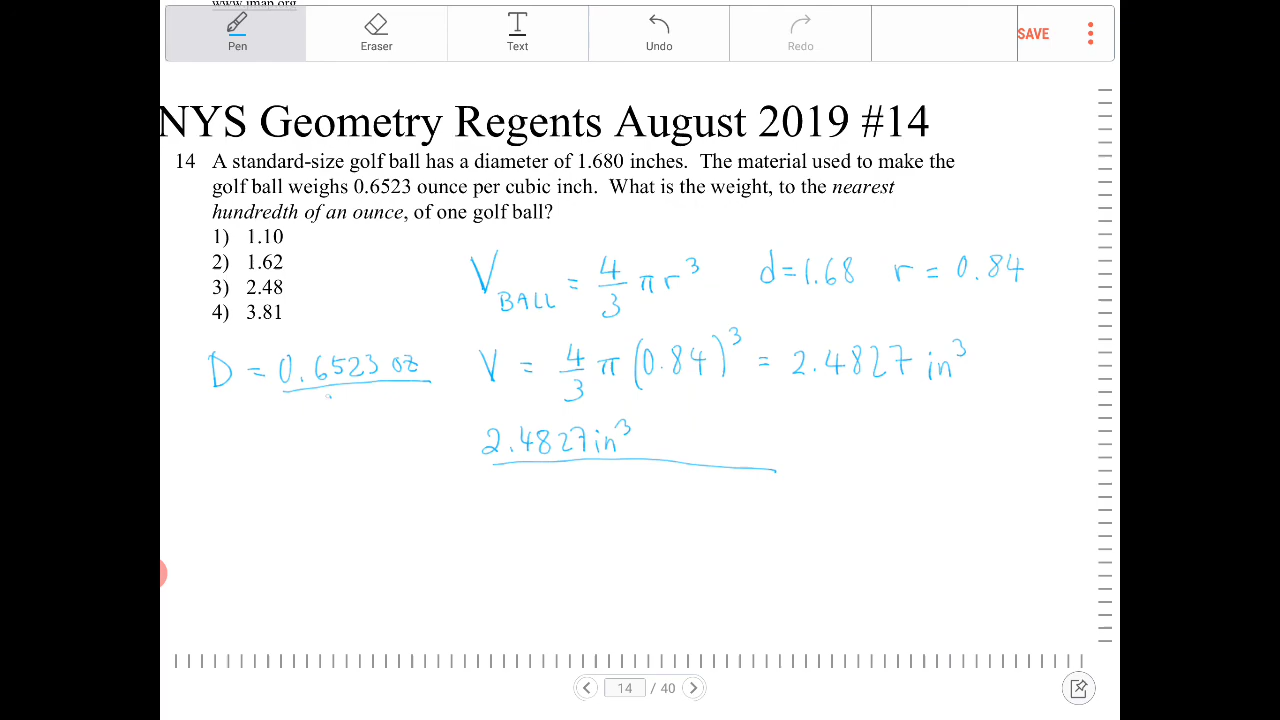 www.jmap.org
Pen Eraser Text Undo Redo SAVE
NYS Geometry Regents August 2019 #14
14 A standard-size golf ball has a diameter of 1.680 inches. The material used to make the
golf ball weighs 0.6523 ounce per cubic inch. What is the weight, to the nearest
hundredth of an ounce, of one golf ball?
1) 1.10
2) 1.62
3) 2.48
4) 3.81
V BALL = 4/3 π r³ d=1.68 r = 0.84
D = 0.6523 oz
V = 4/3 π (0.84)³ = 2.4827 in³
2.4827 in³
14 / 40